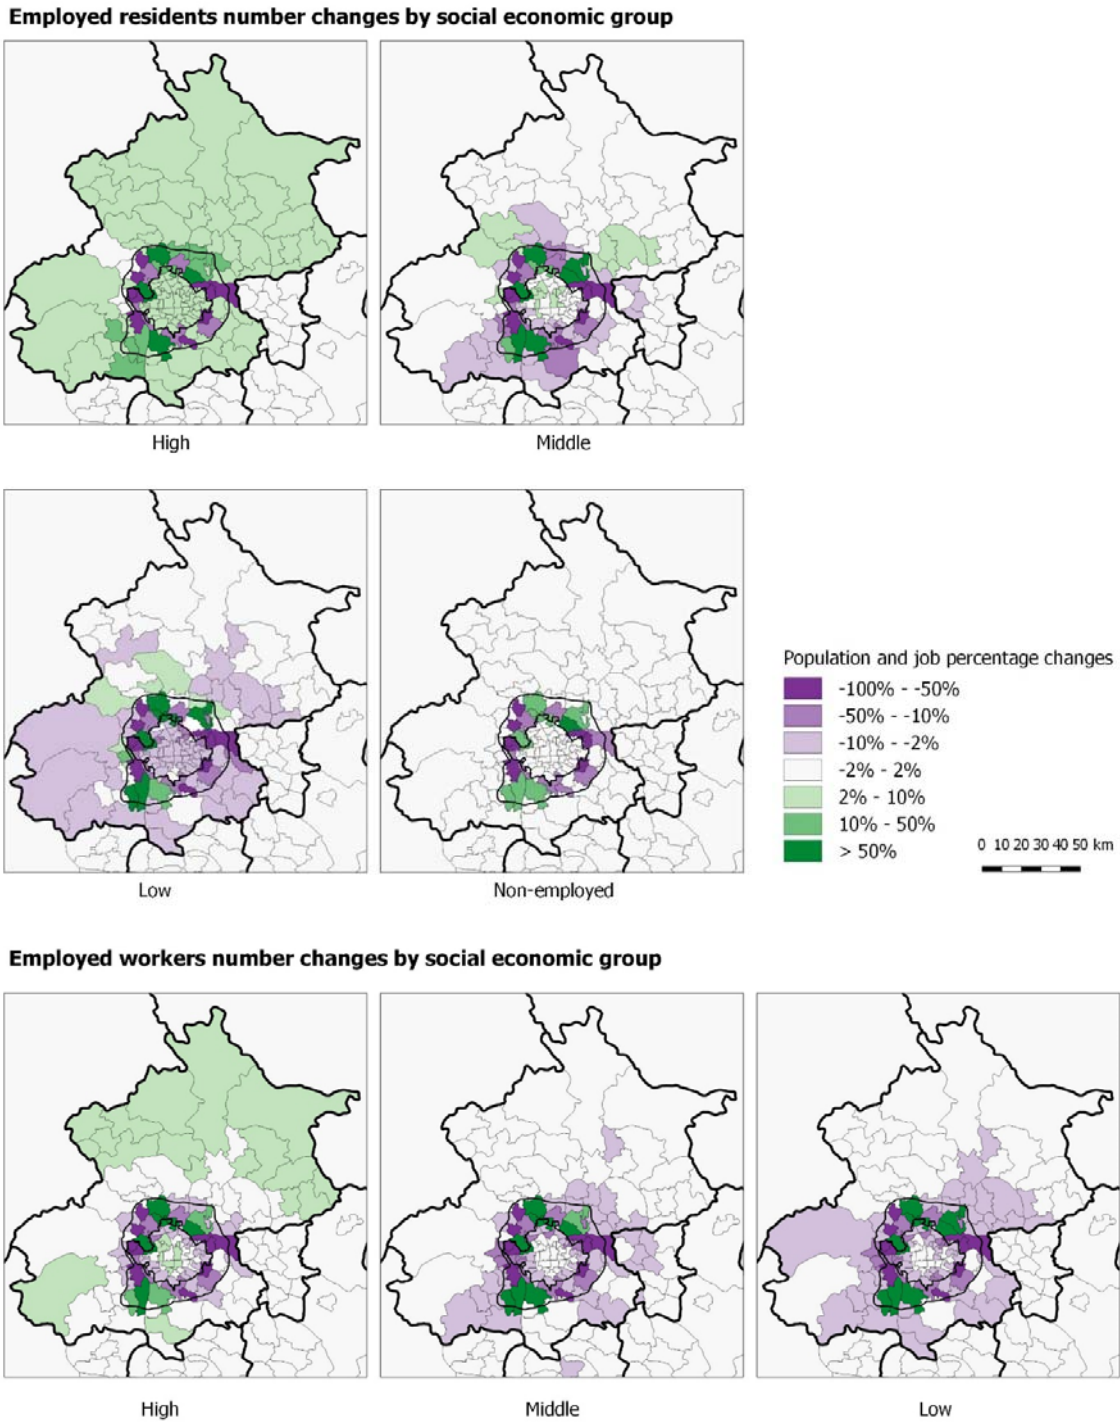 Employed residents number changes by social economic group
High
Middle
Low
Non-employed
Population and job percentage changes
-100% - -50%
-50% - -10%
-10% - -2%
-2% - 2%
2% - 10%
10% - 50%
> 50%
0 10 20 30 40 50 km
Employed workers number changes by social economic group
High
Middle
Low